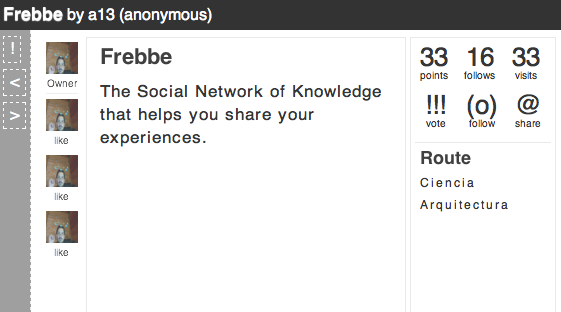 Frebbe by a13 (anonymous)
!
<
>
Owner
like
like
like
Frebbe
The Social Network of Knowledge
that helps you share your
experiences.
33 16 33
points follows visits
!!! (o) @
vote follow share
Route
Ciencia
Arquitectura